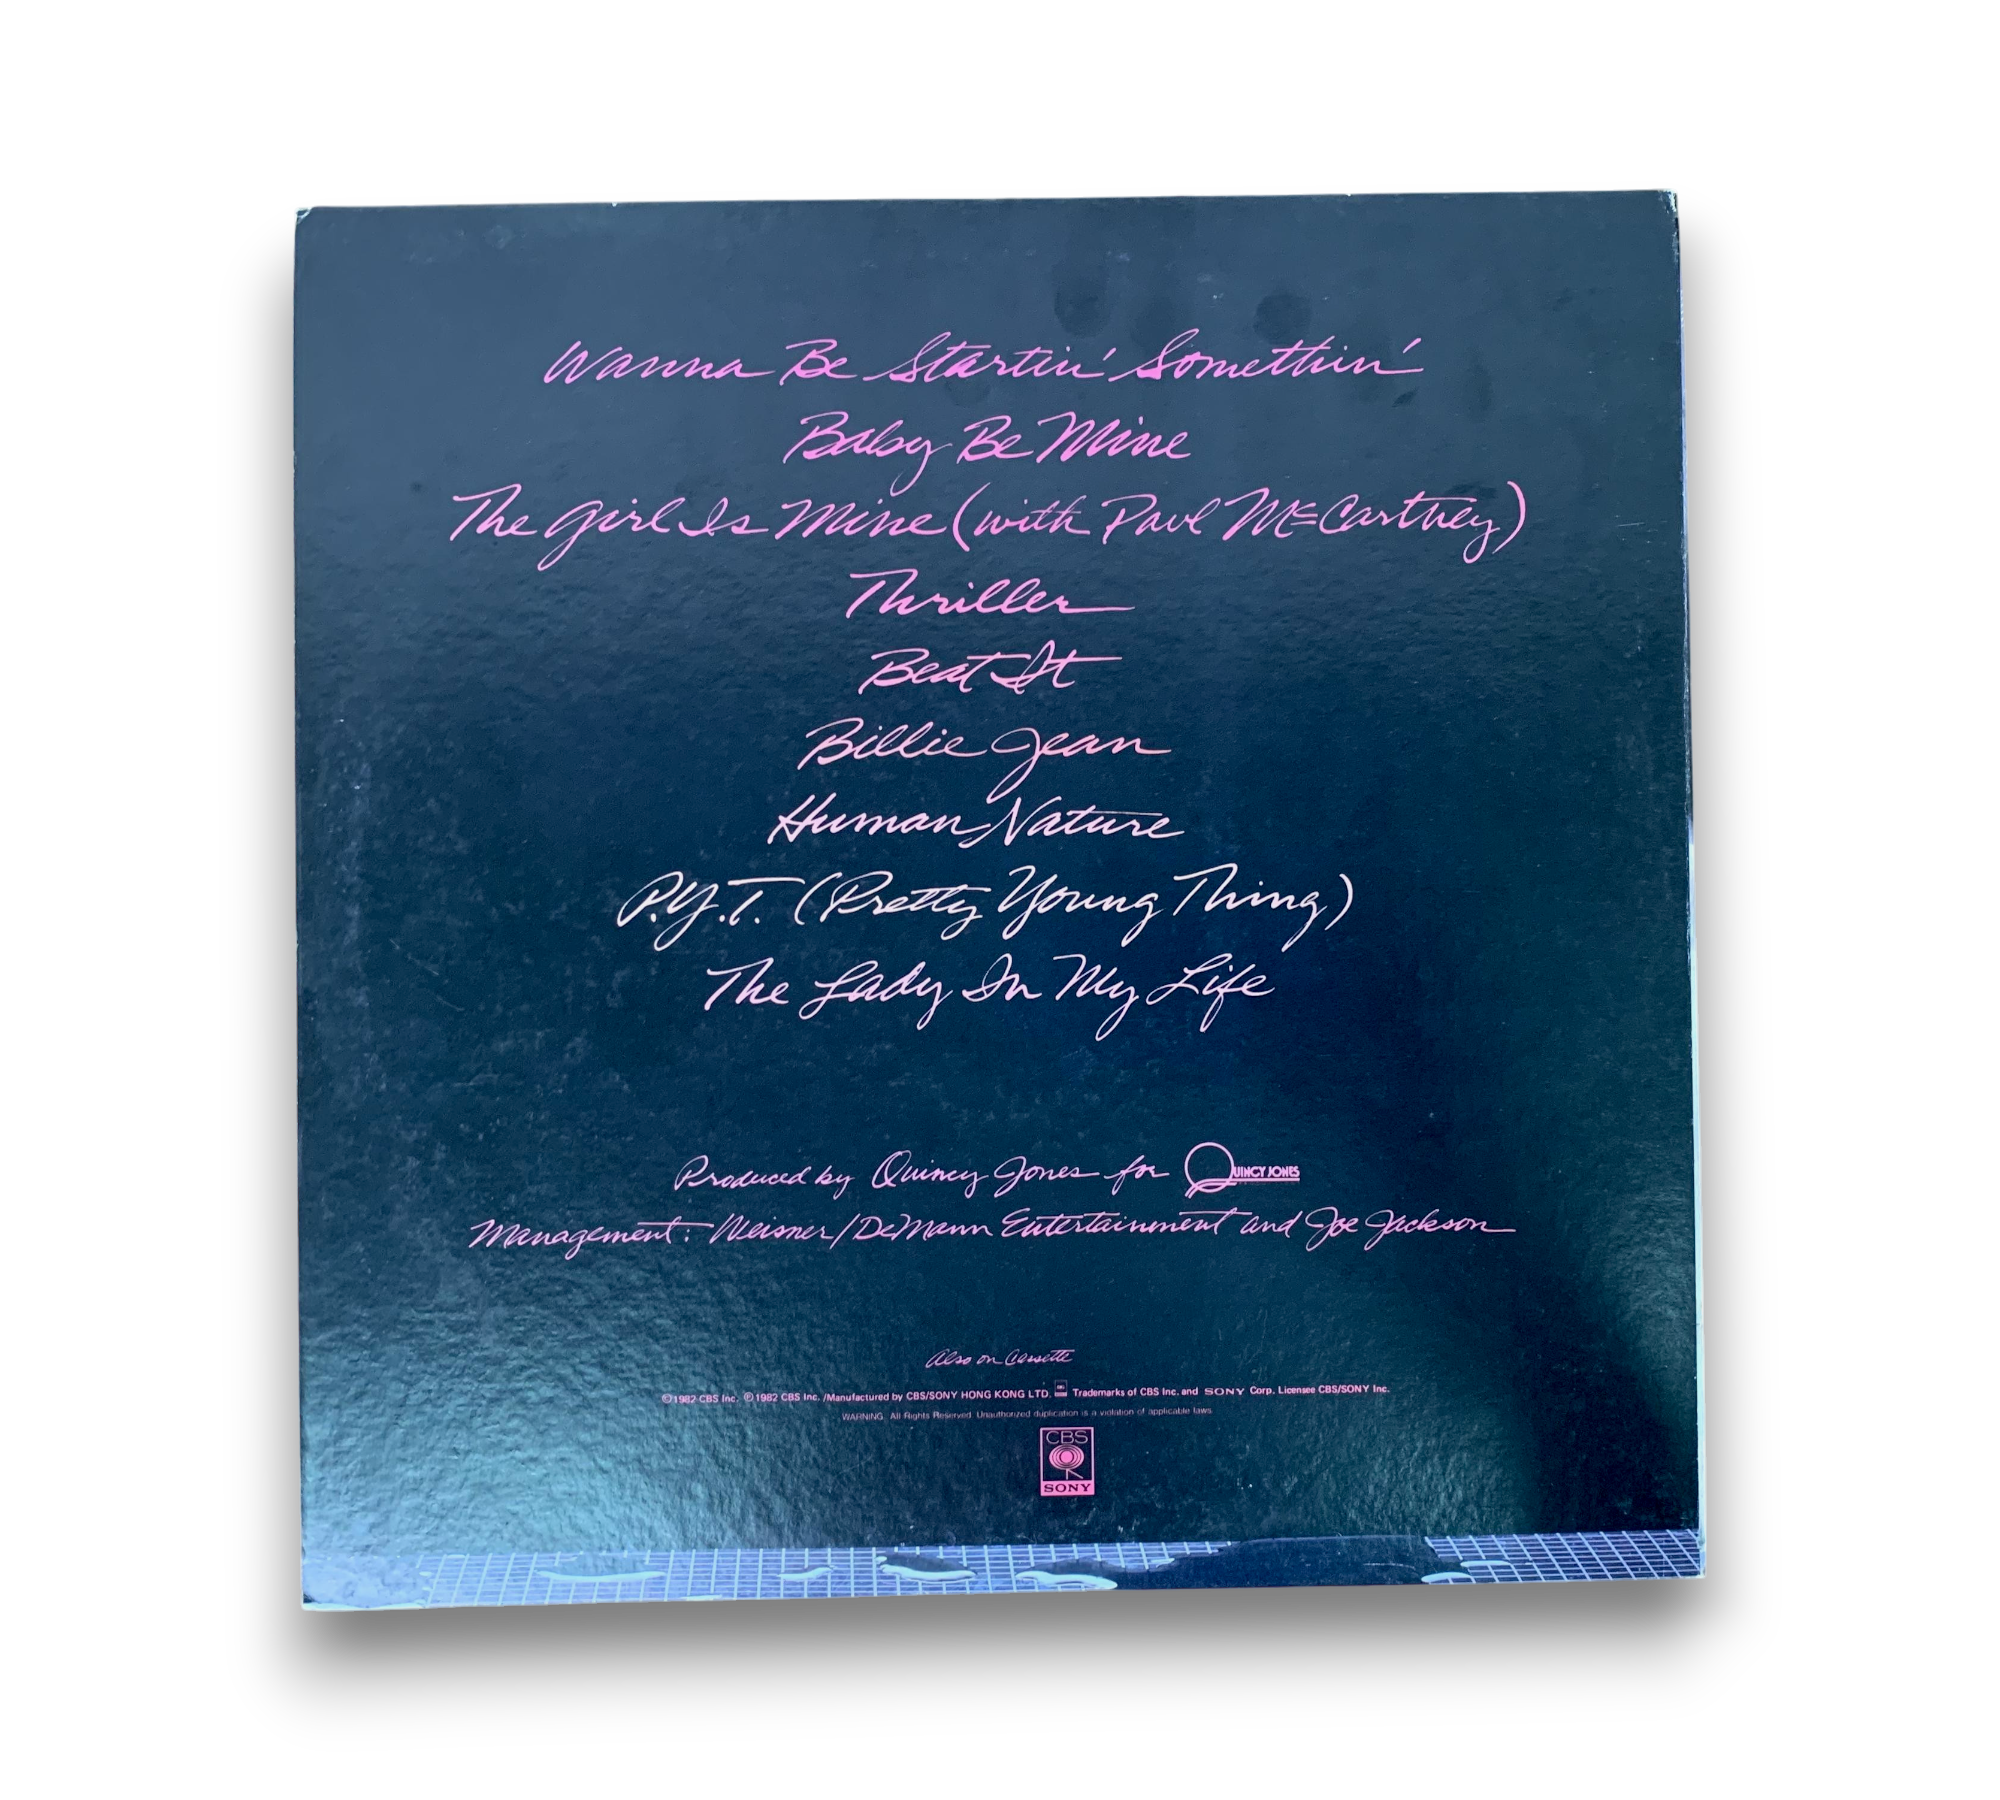 Wanna Be Startin' Somethin'
Baby Be Mine
The Girl Is Mine (with Paul McCartney)
Thriller
Beat It
Billie Jean
Human Nature
P.Y.T. (Pretty Young Thing)
The Lady In My Life
Produced by Quincy Jones for QUINCY JONES
Management: Weisner/DeMann Entertainment and Joe Jackson
Also on Cassette
©1982 CBS Inc. ℗1982 CBS Inc. /Manufactured by CBS/SONY HONG KONG LTD. Trademarks of CBS Inc. and SONY Corp. Licensee CBS/SONY Inc.
WARNING: All Rights Reserved. Unauthorized duplication is a violation of applicable laws.
CBS
SONY